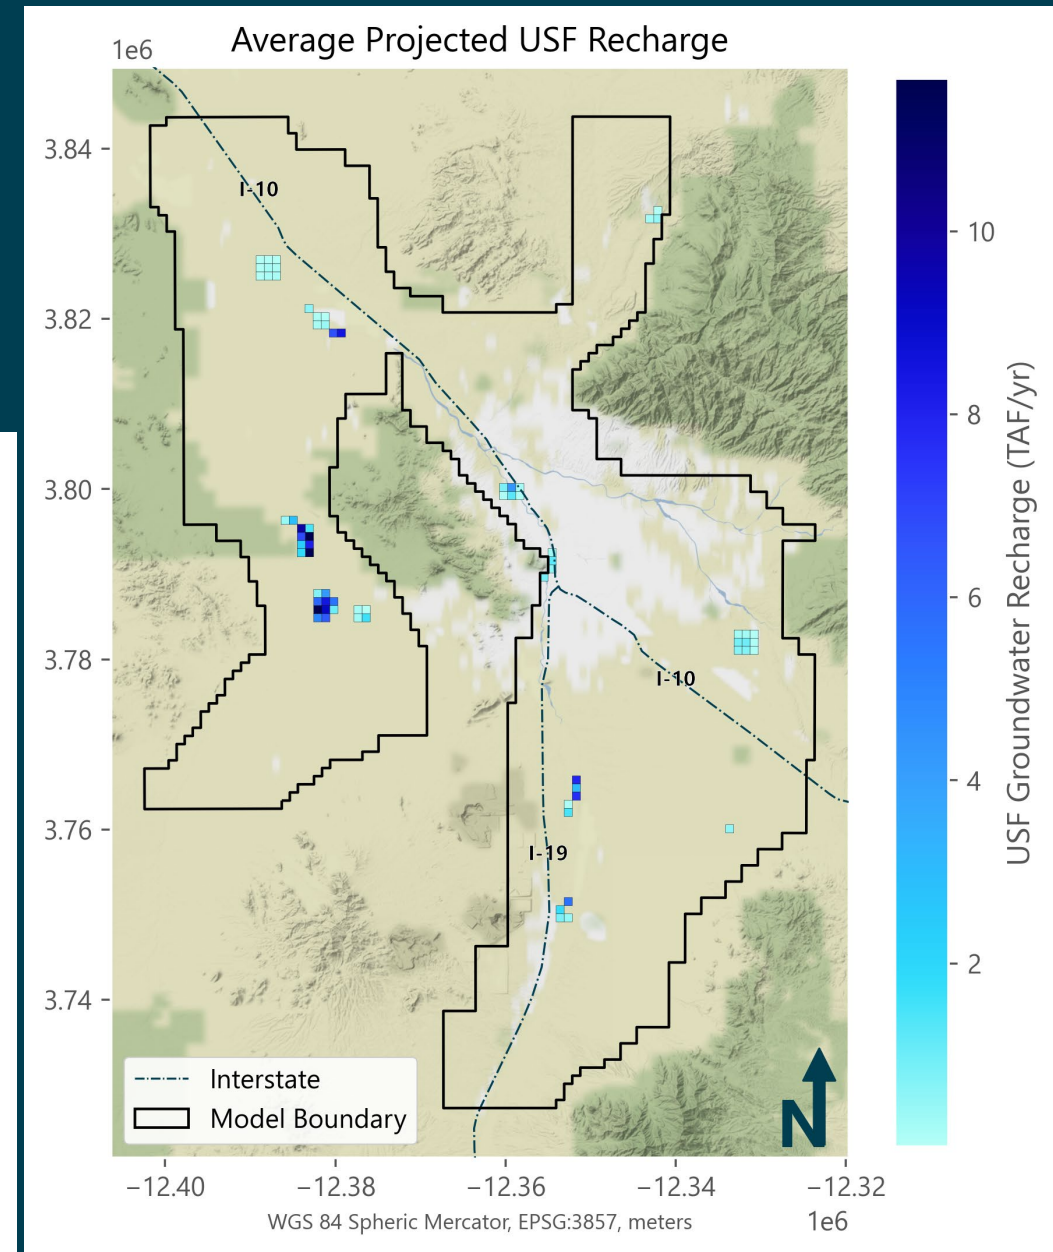 Average Projected USF Recharge
1e6
3.84
3.82
3.80
3.78
3.76
3.74
I-10
I-10
I-19
Interstate
Model Boundary
N
−12.40
−12.38
−12.36
−12.34
−12.32
WGS 84 Spheric Mercator, EPSG:3857, meters
1e6
10
8
6
4
2
USF Groundwater Recharge (TAF/yr)